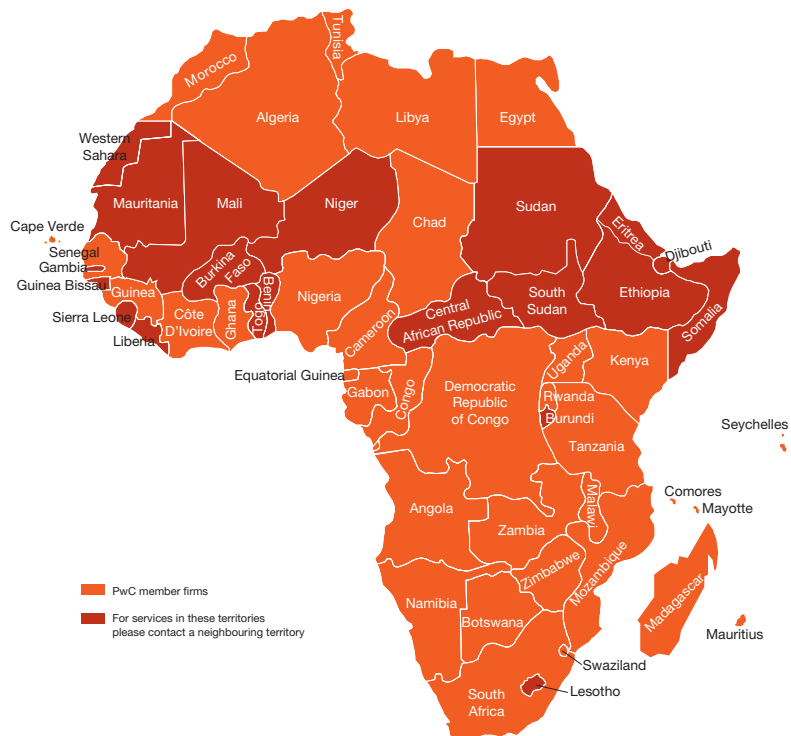 Tunisia
Morocco
Algeria
Libya
Egypt
Western
Sahara
Mauritania
Mali
Niger
Chad
Sudan
Eritrea
Djibouti
Cape Verde
Senegal
Gambia
Guinea Bissau
Guinea
Sierra Leone
Liberia
Côte
D'Ivoire
Burkina
Faso
Ghana
Togo
Benin
Nigeria
Cameroon
Central
African Republic
South
Sudan
Ethiopia
Somalia
Equatorial Guinea
Gabon
Congo
Democratic
Republic
of Congo
Uganda
Kenya
Rwanda
Burundi
Tanzania
Seychelles
Comores
Mayotte
Angola
Zambia
Malawi
Mozambique
Zimbabwe
Namibia
Botswana
Madagascar
Mauritius
Swaziland
Lesotho
South
Africa
PwC member firms
For services in these territories
please contact a neighbouring territory